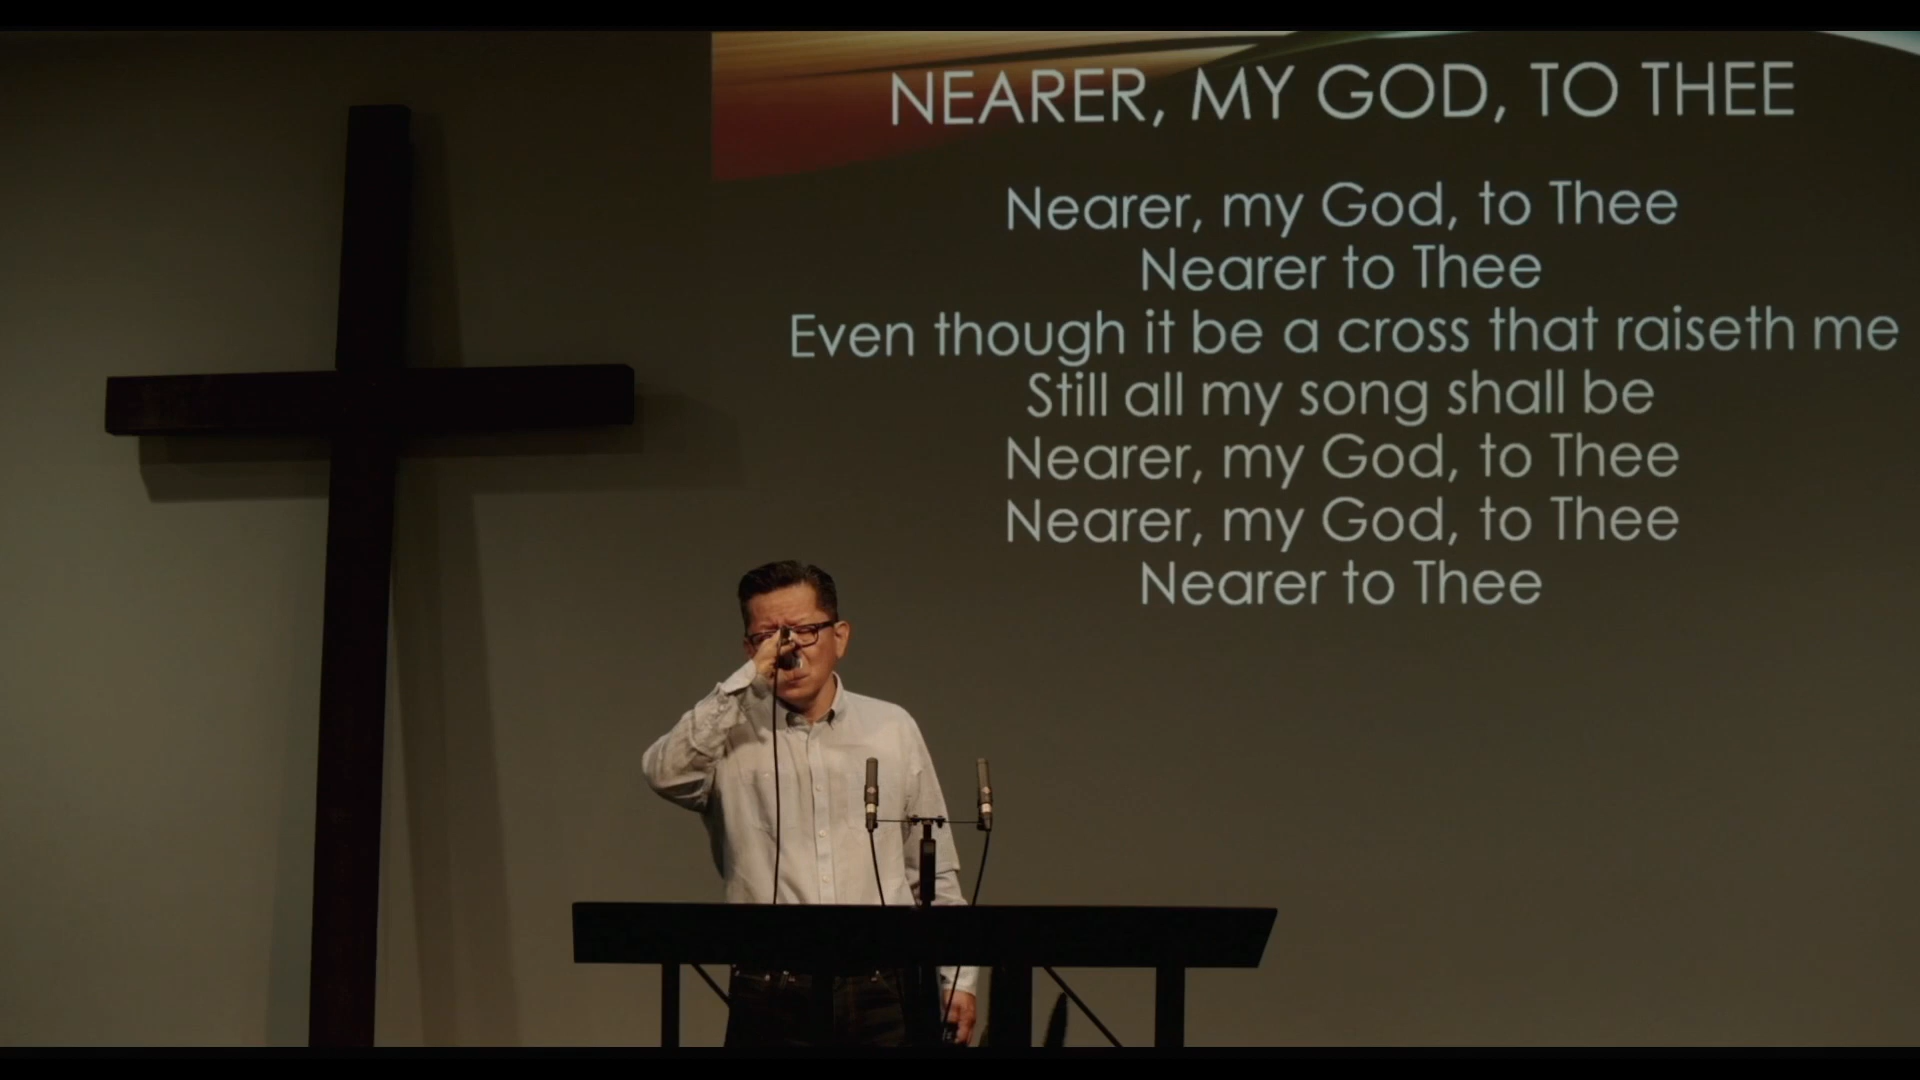 NEARER, MY GOD, TO THEE
Nearer, my God, to Thee
Nearer to Thee
Even though it be a cross that raiseth me
Still all my song shall be
Nearer, my God, to Thee
Nearer, my God, to Thee
Nearer to Thee